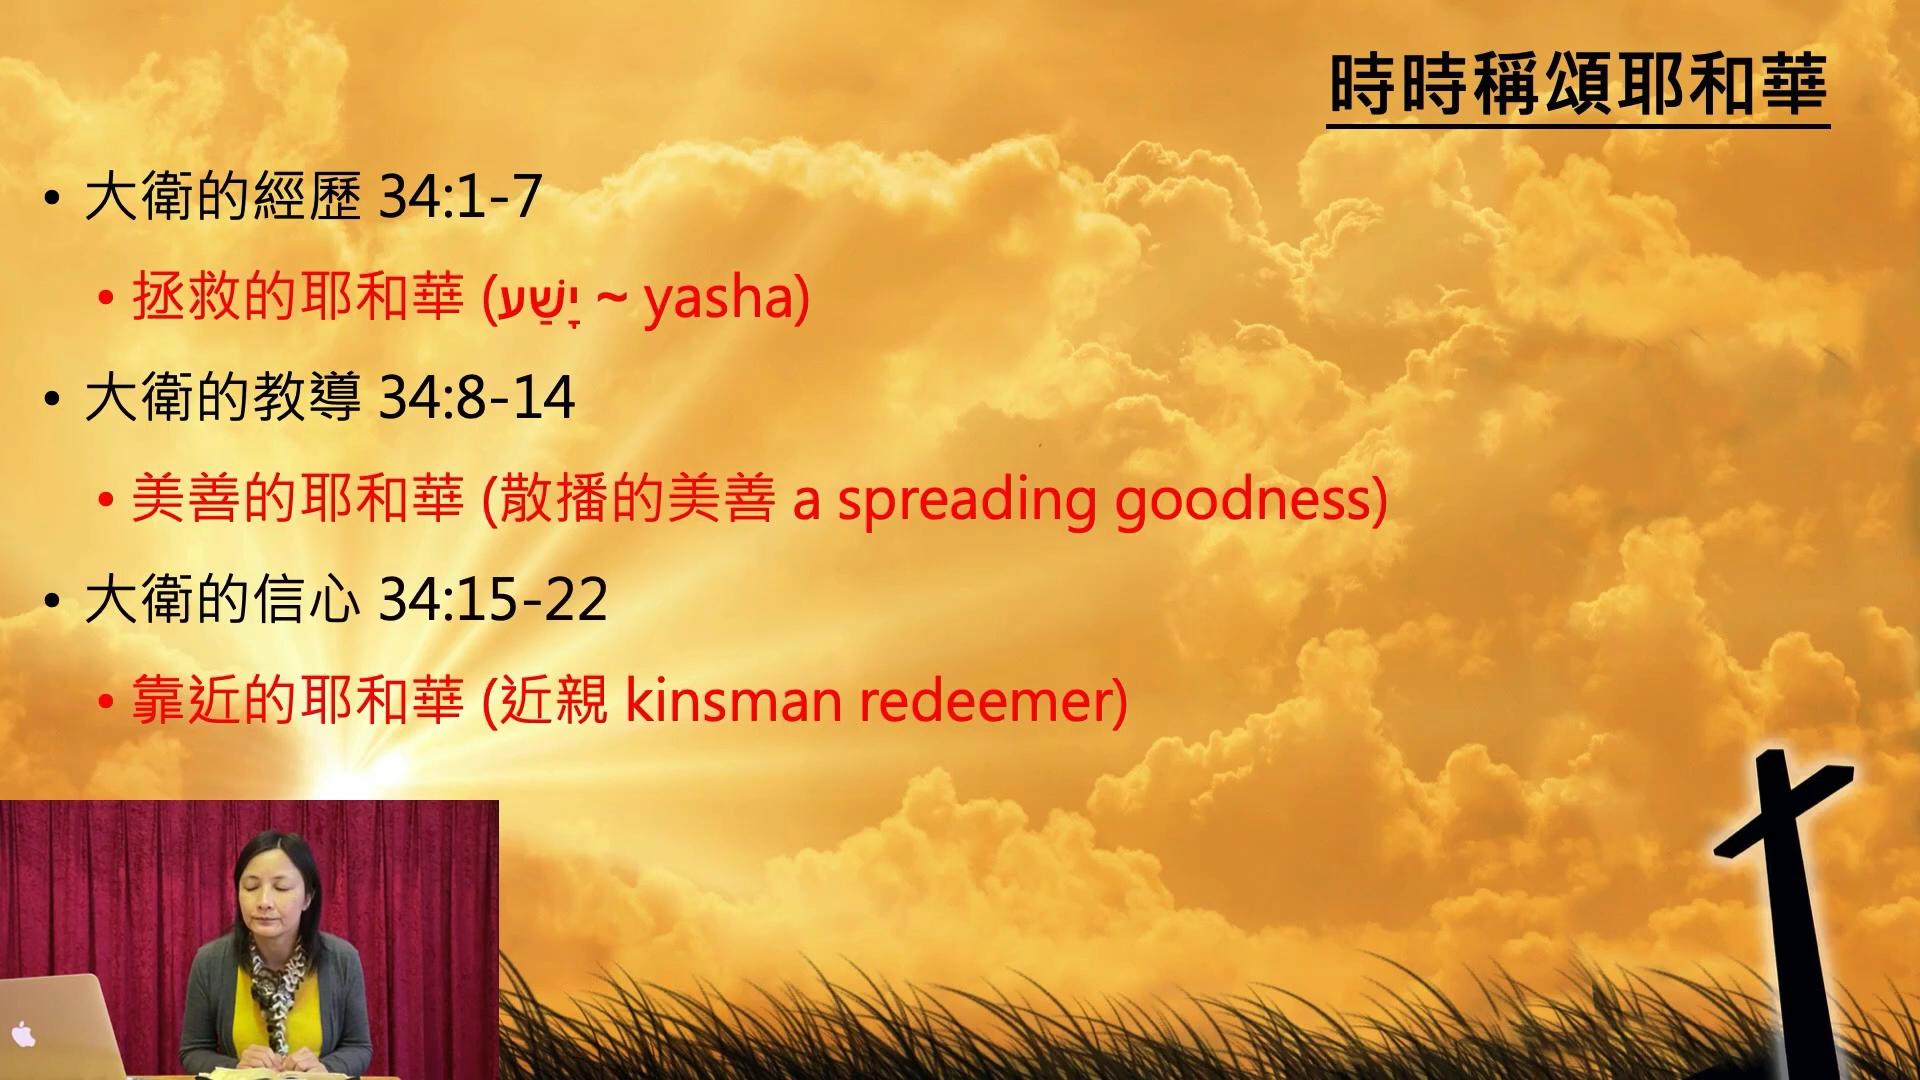 時時稱頌耶和華
• 大衛的經歷 34:1-7
• 拯救的耶和華 (יָשַׁע ~ yasha)
• 大衛的教導 34:8-14
• 美善的耶和華 (散播的美善 a spreading goodness)
• 大衛的信心 34:15-22
• 靠近的耶和華 (近親 kinsman redeemer)